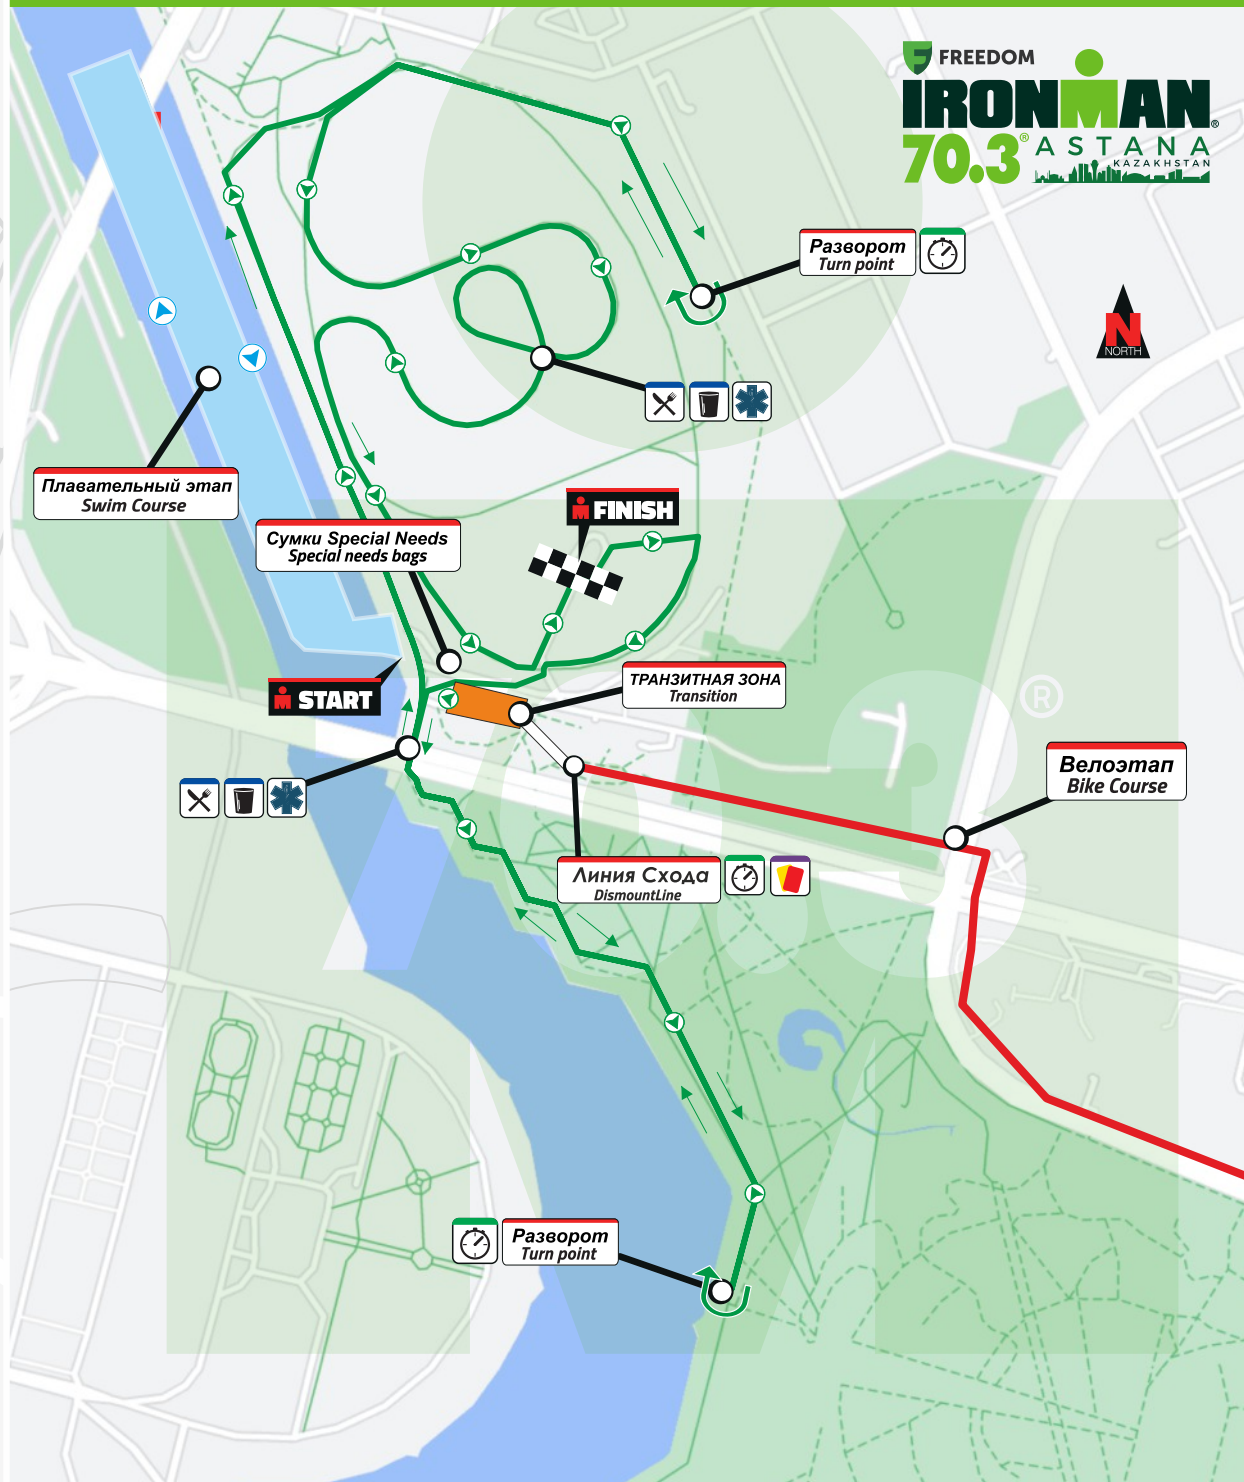 FREEDOM
IRONMAN®
70.3® ASTANA
KAZAKHSTAN
Разворот
Turn point
N
NORTH
Плавательный этап
Swim Course
FINISH
Сумки Special Needs
Special needs bags
ТРАНЗИТНАЯ ЗОНА
Transition
START
®
Велоэтап
Bike Course
Линия Схода
DismountLine
Разворот
Turn point